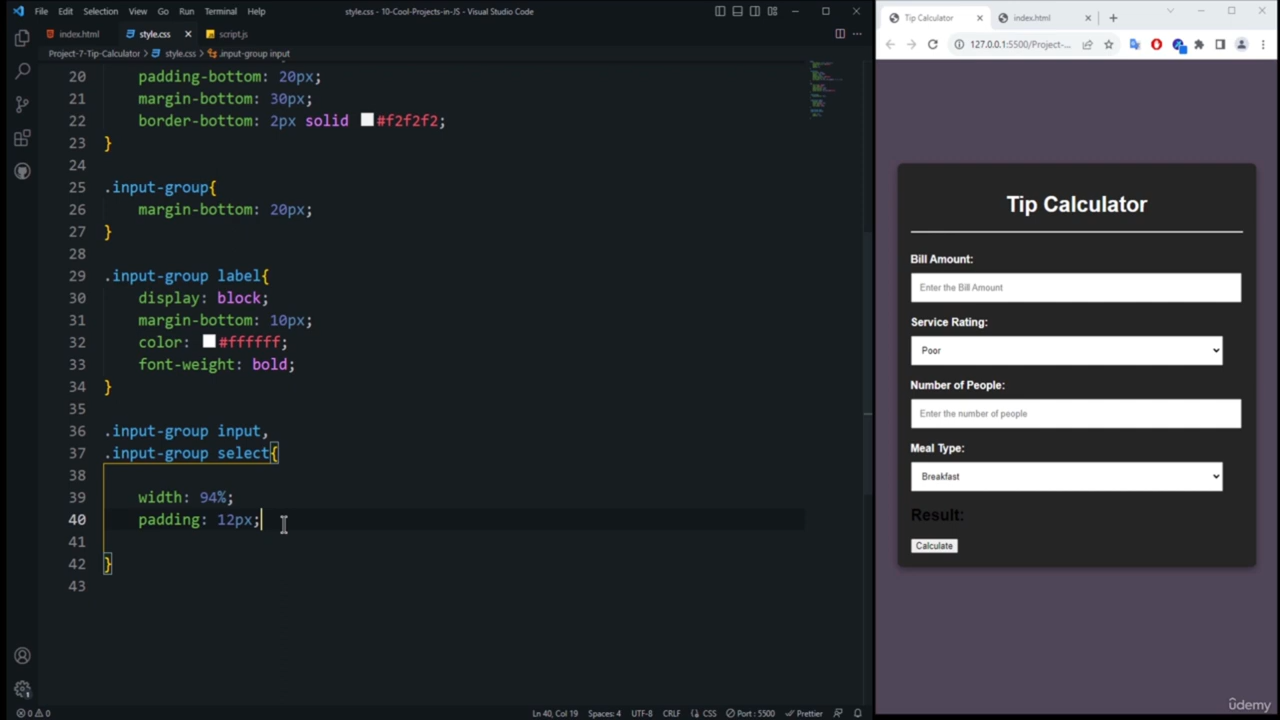 File Edit Selection View Go Run Terminal Help
style.css - 10-Cool-Projects-in-JS - Visual Studio Code
index.html style.css script.js
Project-7-Tip-Calculator > style.css > .input-group input
20 padding-bottom: 20px;
21 margin-bottom: 30px;
22 border-bottom: 2px solid #f2f2f2;
23 }
24
25 .input-group{
26 margin-bottom: 20px;
27 }
28
29 .input-group label{
30 display: block;
31 margin-bottom: 10px;
32 color: #ffffff;
33 font-weight: bold;
34 }
35
36 .input-group input,
37 .input-group select{
38
39 width: 94%;
40 padding: 12px;
41
42 }
43
0 0 Ln 40, Col 19 Spaces: 4 UTF-8 CRLF CSS Port : 5500 Prettier
Tip Calculator index.html
127.0.0.1:5500/Project-...
Tip Calculator
Bill Amount:
Enter the Bill Amount
Service Rating:
Poor
Number of People:
Enter the number of people
Meal Type:
Breakfast
Result:
Calculate
ûdemy